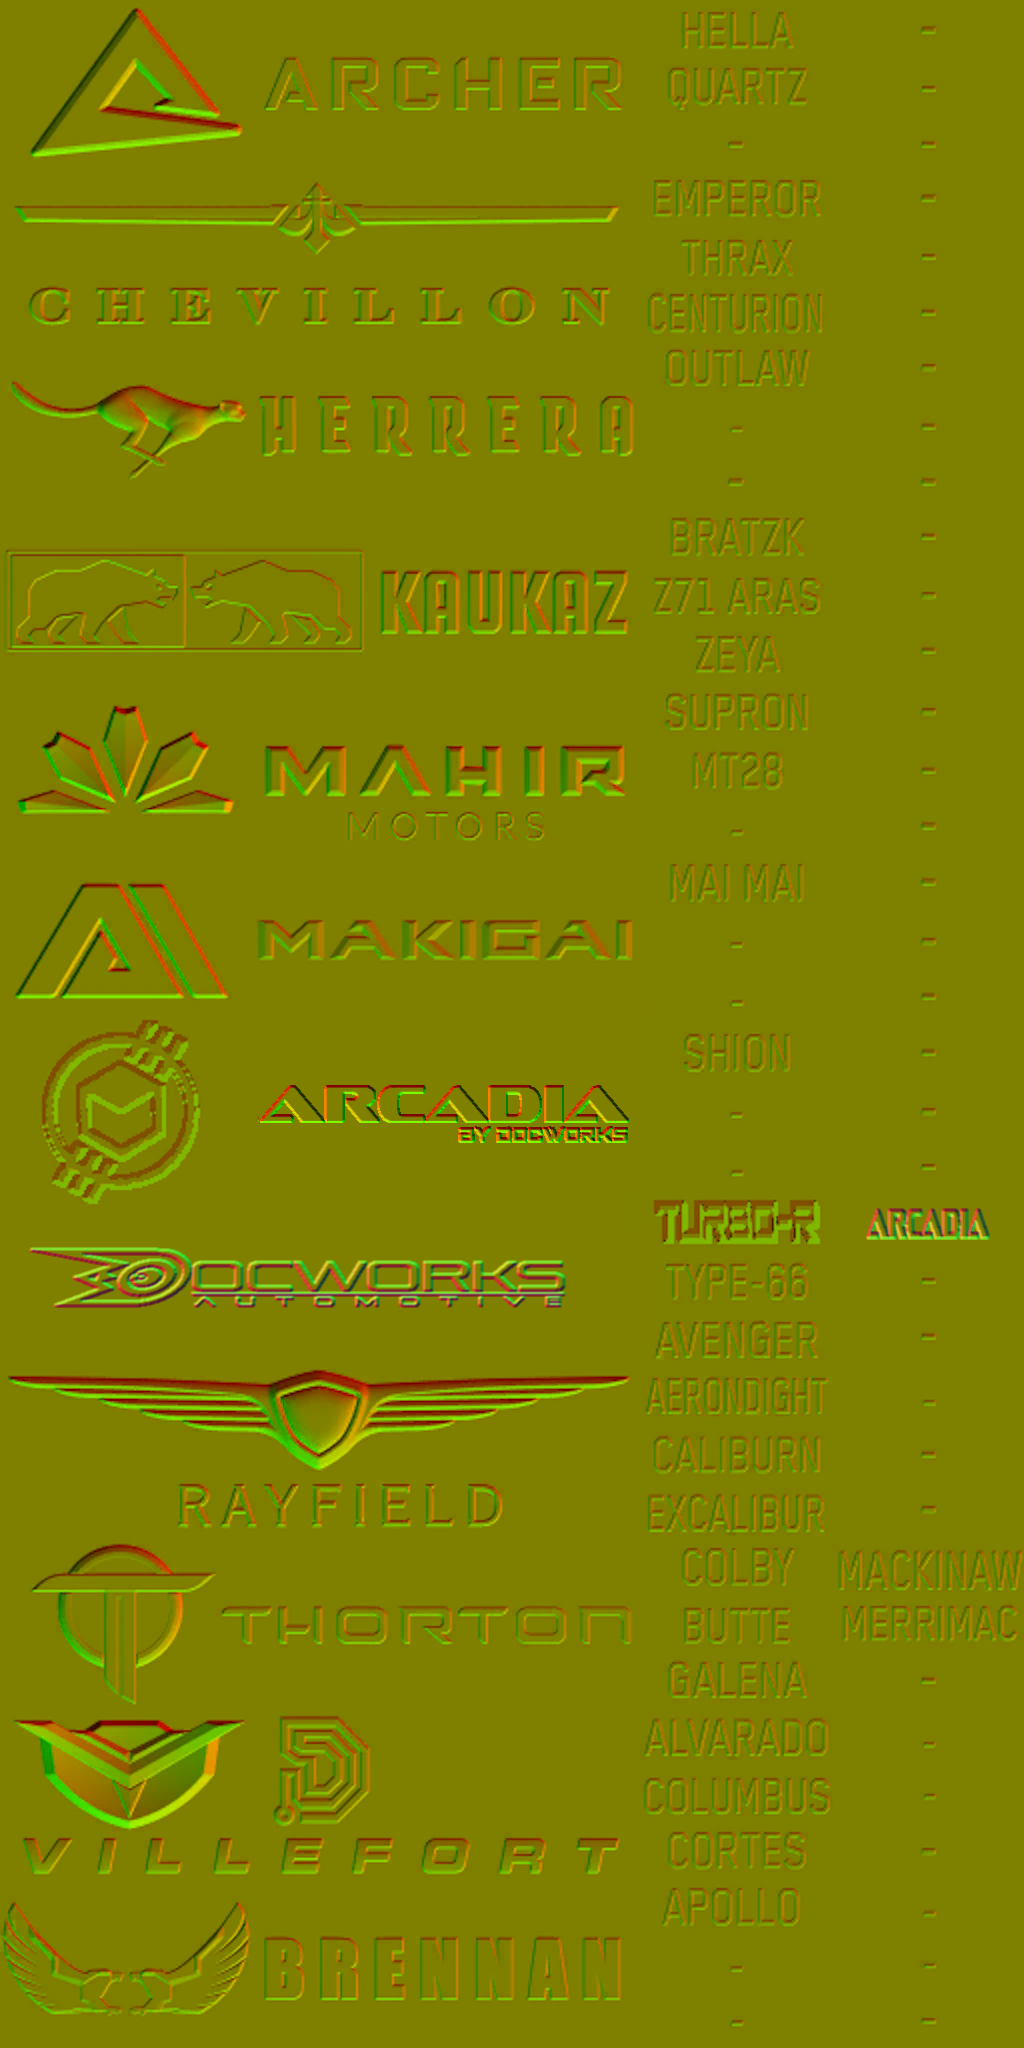 HELLA -
ARCHER
QUARTZ -
- -
EMPEROR -
THRAX -
CHEVILLON
CENTURION -
OUTLAW -
HERRERA
- -
- -
BRATZK -
KAUKAZ
Z71 ARAS -
ZEYA -
SUPRON -
MAHIR
MT28 -
MOTORS
- -
MAI MAI -
MAKIGAI
- -
- -
SHION -
ARCADIA
- -
BY DOCWORKS
- -
TURBO-R ARCADIA
DOCWORKS
TYPE-66 -
AUTOMOTIVE
AVENGER -
AERONDIGHT -
CALIBURN -
RAYFIELD
EXCALIBUR -
COLBY MACKINAW
THORTON
BUTTE MERRIMAC
GALENA -
ALVARADO -
D
COLUMBUS -
VILLEFORT
CORTES -
APOLLO -
BRENNAN
- -
- -